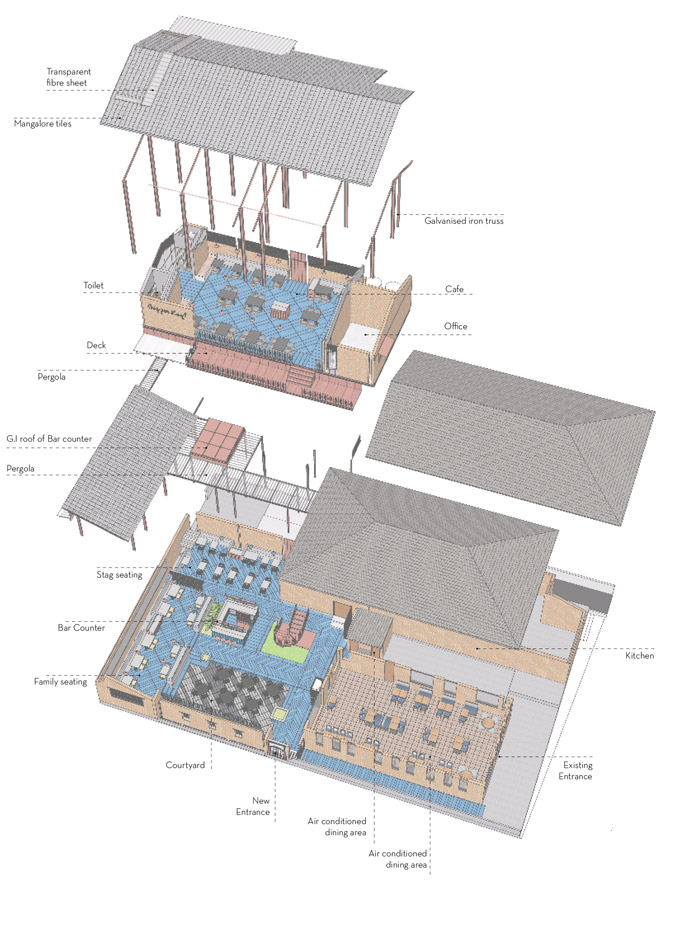 Transparent
fibre sheet
Mangalore tiles
Galvanised iron truss
Toilet
Cafe
Office
Deck
Pergola
G.I roof of Bar counter
Pergola
Stag seating
Bar Counter
Kitchen
Family seating
Courtyard
Existing
Entrance
New
Entrance
Air conditioned
dining area
Air conditioned
dining area